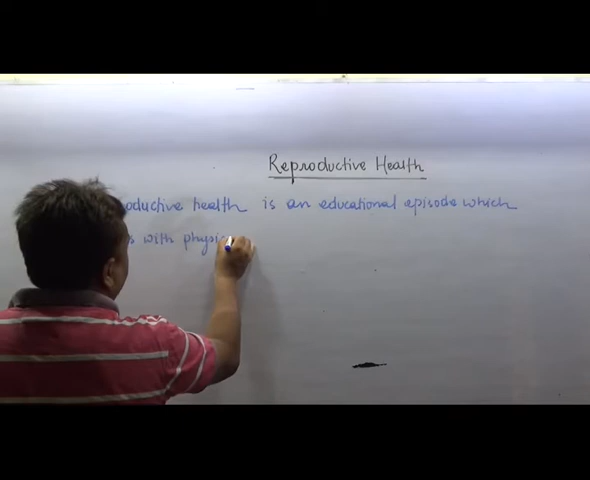 Reproductive Health
oductive health is an educational episode which
s with physi